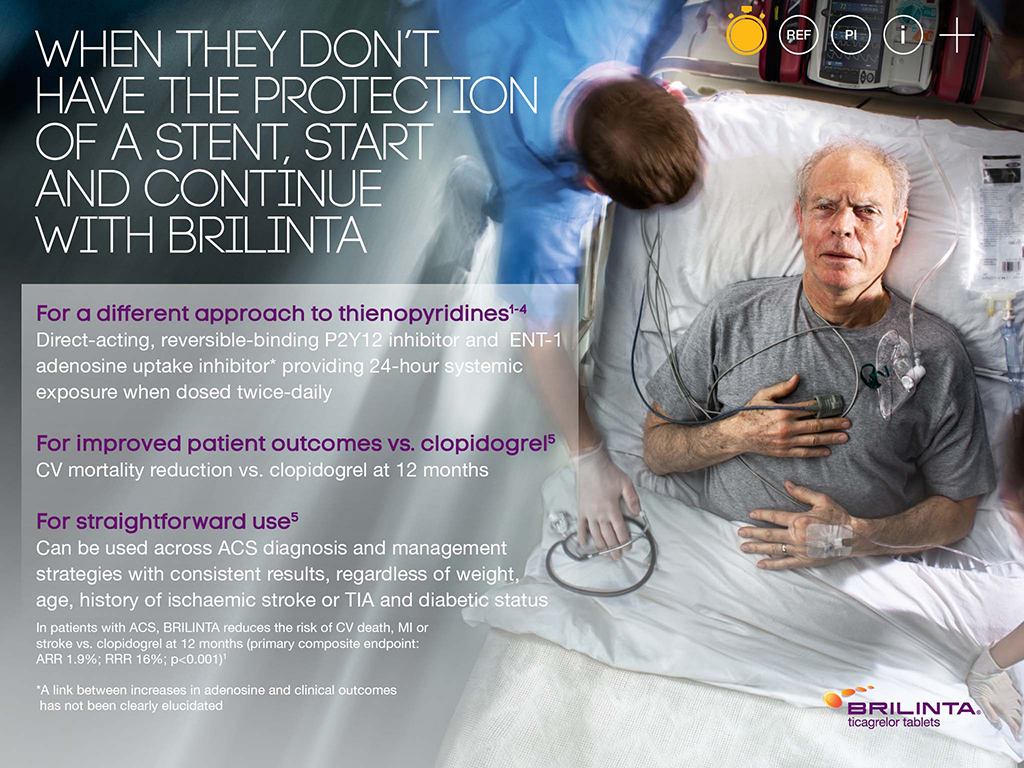 REF PI i
WHEN THEY DON'T
HAVE THE PROTECTION
OF A STENT, START
AND CONTINUE
WITH BRILINTA
For a different approach to thienopyridines¹⁻⁴
Direct-acting, reversible-binding P2Y12 inhibitor and ENT-1
adenosine uptake inhibitor* providing 24-hour systemic
exposure when dosed twice-daily
For improved patient outcomes vs. clopidogrel⁵
CV mortality reduction vs. clopidogrel at 12 months
For straightforward use⁵
Can be used across ACS diagnosis and management
strategies with consistent results, regardless of weight,
age, history of ischaemic stroke or TIA and diabetic status
In patients with ACS, BRILINTA reduces the risk of CV death, MI or
stroke vs. clopidogrel at 12 months (primary composite endpoint:
ARR 1.9%; RRR 16%; p<0.001)¹
*A link between increases in adenosine and clinical outcomes
has not been clearly elucidated
BRILINTA®
ticagrelor tablets